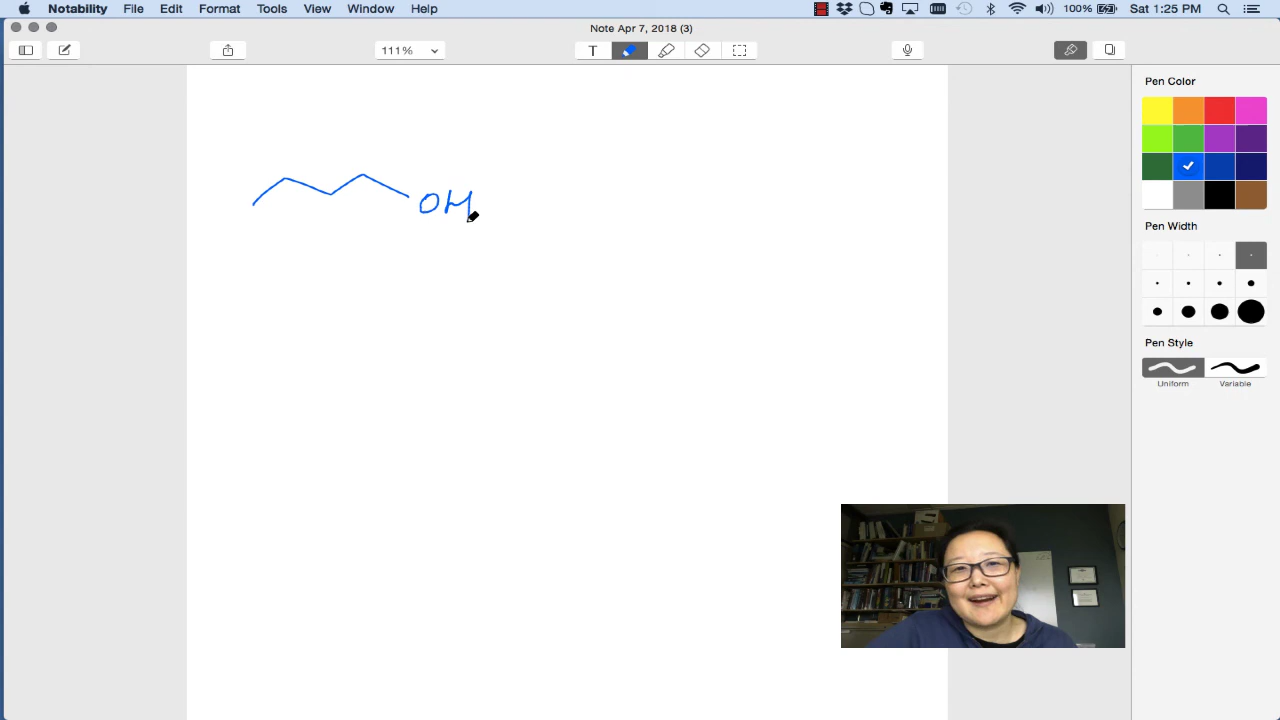 Notability File Edit Format Tools View Window Help 100% Sat 1:25 PM
Note Apr 7, 2018 (3)
111% T
Pen Color
OH
Pen Width
Pen Style
Uniform Variable